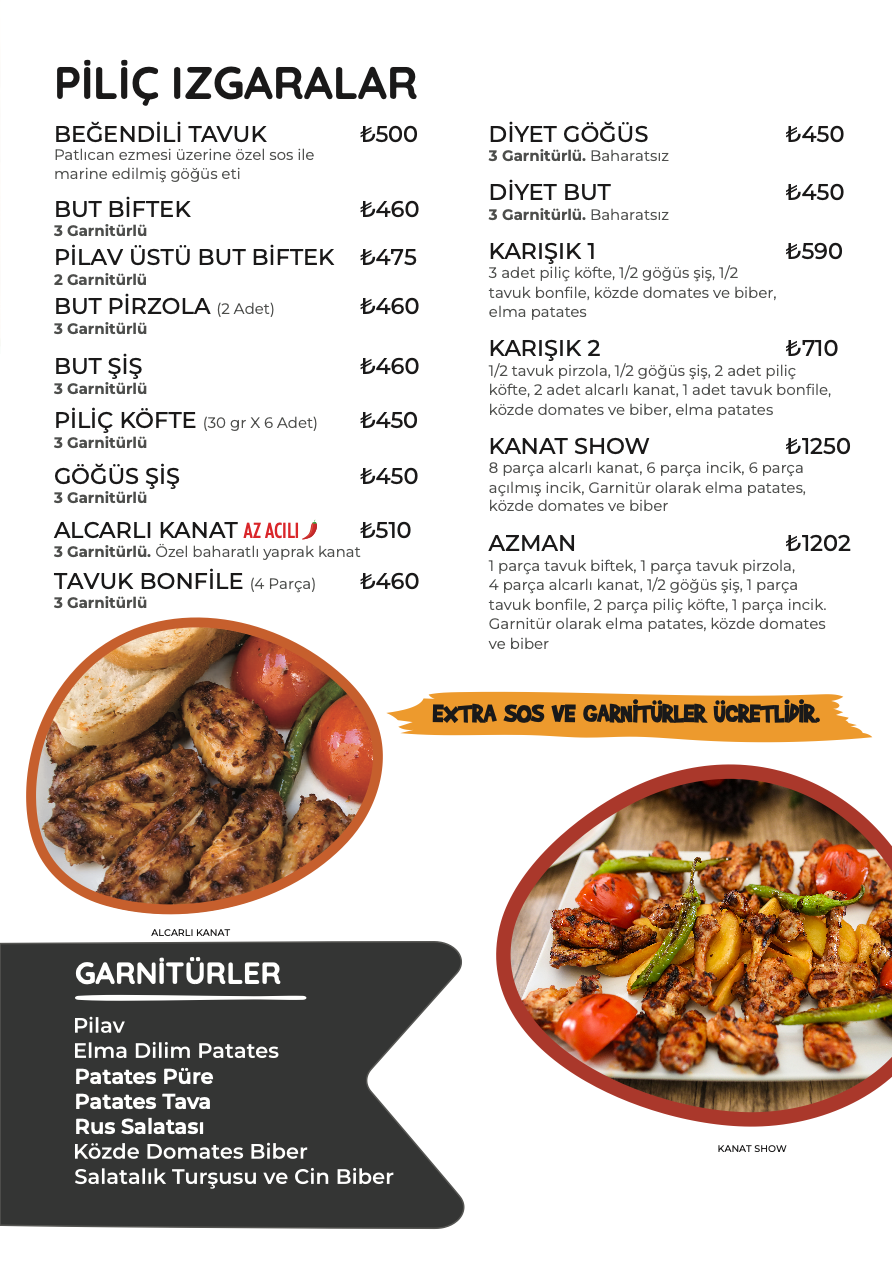 PİLİÇ IZGARALAR
BEĞENDİLİ TAVUK ₺500
Patlıcan ezmesi üzerine özel sos ile
marine edilmiş göğüs eti
BUT BİFTEK ₺460
3 Garnitürlü
PİLAV ÜSTÜ BUT BİFTEK ₺475
2 Garnitürlü
BUT PİRZOLA (2 Adet) ₺460
3 Garnitürlü
BUT ŞİŞ ₺460
3 Garnitürlü
PİLİÇ KÖFTE (30 gr X 6 Adet) ₺450
3 Garnitürlü
GÖĞÜS ŞİŞ ₺450
3 Garnitürlü
ALCARLI KANAT AZ ACILI ₺510
3 Garnitürlü. Özel baharatlı yaprak kanat
TAVUK BONFİLE (4 Parça) ₺460
3 Garnitürlü
DİYET GÖĞÜS ₺450
3 Garnitürlü. Baharatsız
DİYET BUT ₺450
3 Garnitürlü. Baharatsız
KARIŞIK 1 ₺590
3 adet piliç köfte, 1/2 göğüs şiş, 1/2
tavuk bonfile, közde domates ve biber,
elma patates
KARIŞIK 2 ₺710
1/2 tavuk pirzola, 1/2 göğüs şiş, 2 adet piliç
köfte, 2 adet alcarlı kanat, 1 adet tavuk bonfile,
közde domates ve biber, elma patates
KANAT SHOW ₺1250
8 parça alcarlı kanat, 6 parça incik, 6 parça
açılmış incik, Garnitür olarak elma patates,
közde domates ve biber
AZMAN ₺1202
1 parça tavuk biftek, 1 parça tavuk pirzola,
4 parça alcarlı kanat, 1/2 göğüs şiş, 1 parça
tavuk bonfile, 2 parça piliç köfte, 1 parça incik.
Garnitür olarak elma patates, közde domates
ve biber
EXTRA SOS VE GARNİTÜRLER ÜCRETLİDİR.
ALCARLI KANAT
GARNİTÜRLER
Pilav
Elma Dilim Patates
Patates Püre
Patates Tava
Rus Salatası
Közde Domates Biber
Salatalık Turşusu ve Cin Biber
KANAT SHOW